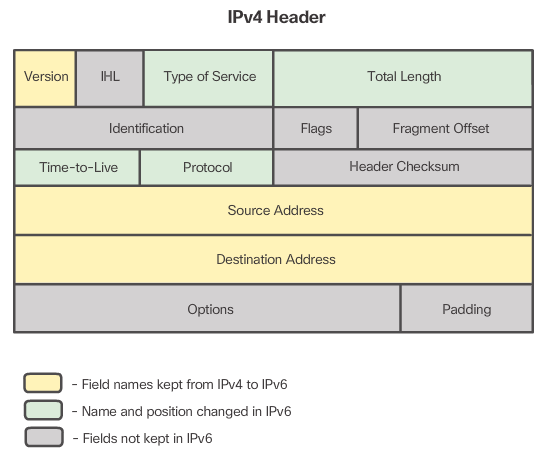 IPv4 Header
Version IHL Type of Service Total Length
Identification Flags Fragment Offset
Time-to-Live Protocol Header Checksum
Source Address
Destination Address
Options Padding
- Field names kept from IPv4 to IPv6
- Name and position changed in IPv6
- Fields not kept in IPv6